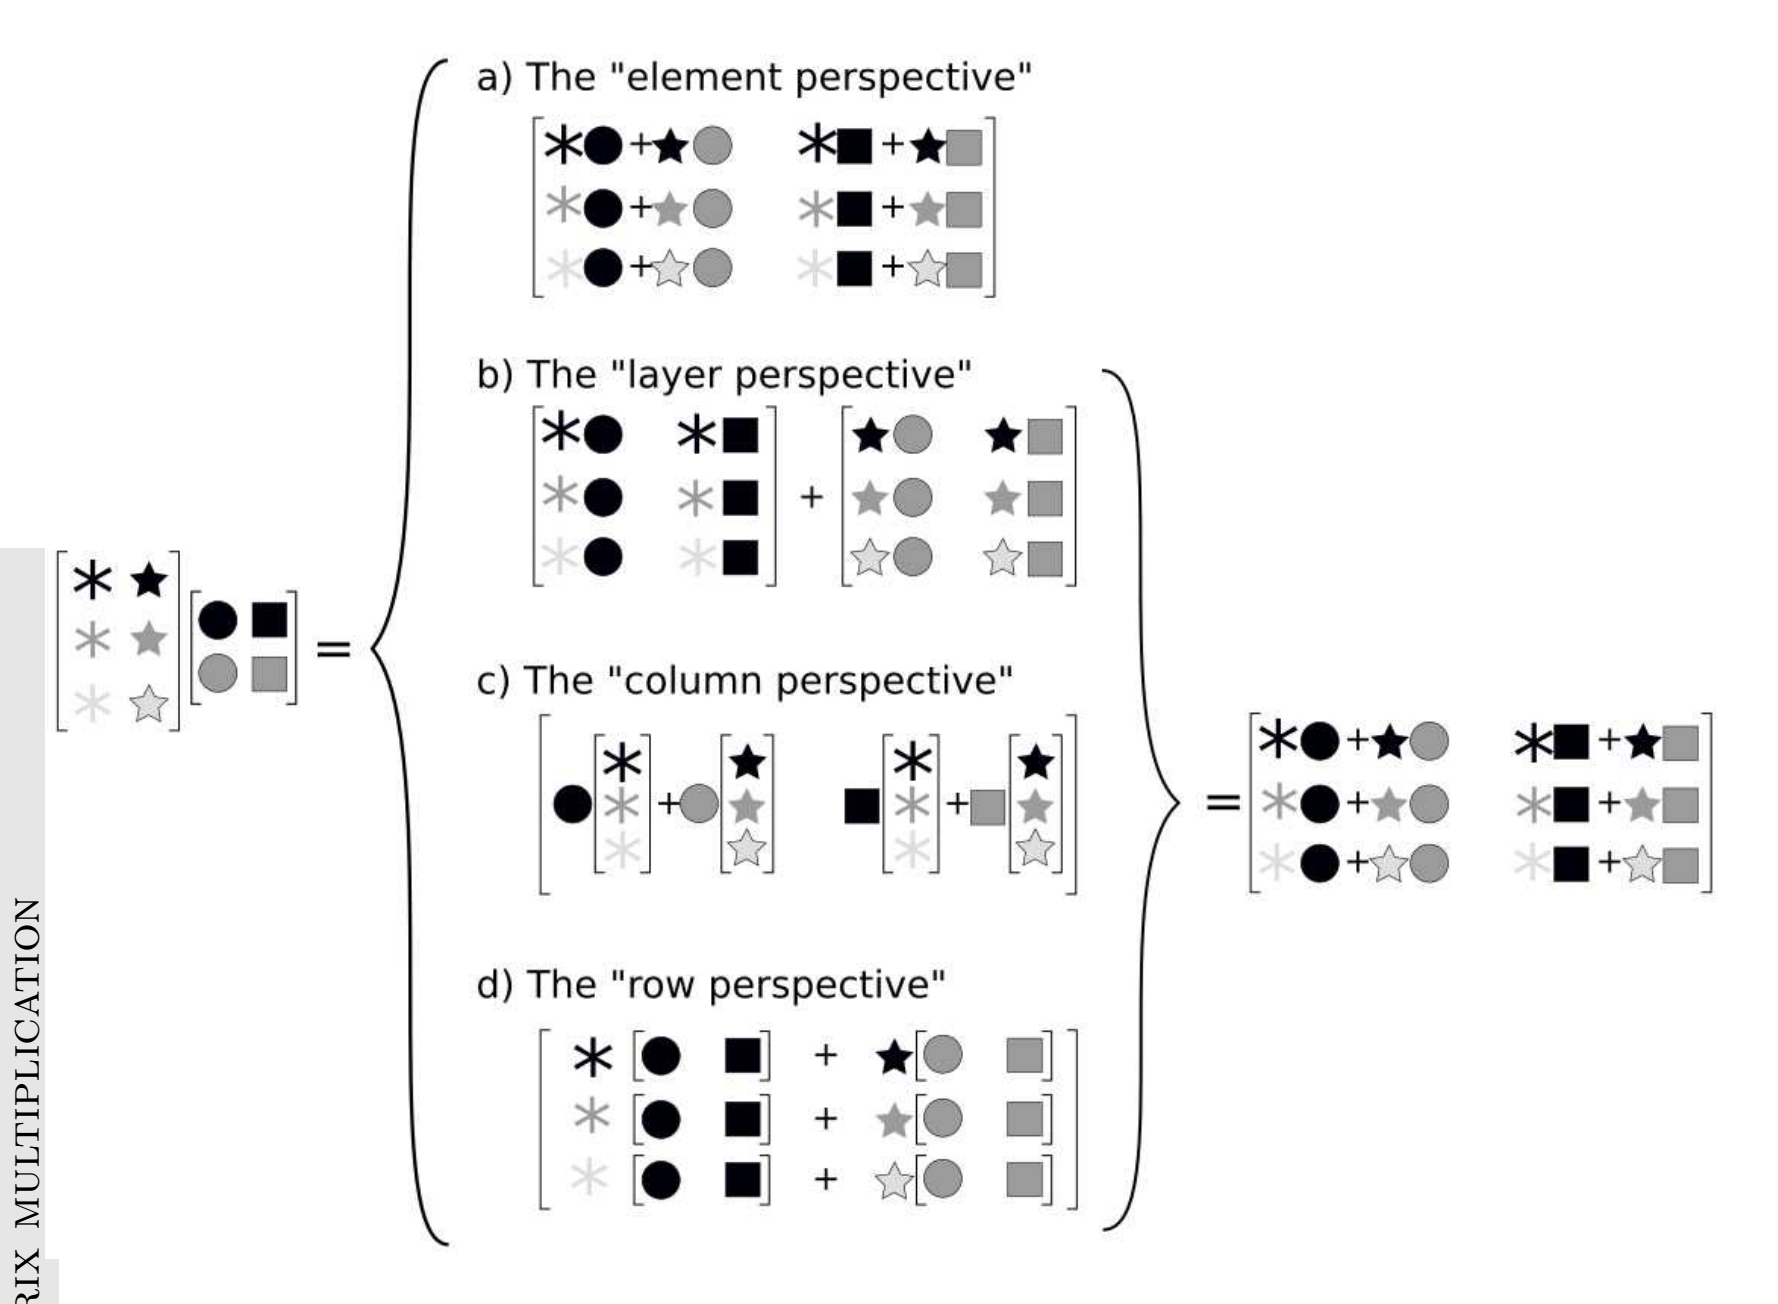 a) The "element perspective"
b) The "layer perspective"
c) The "column perspective"
=
=
d) The "row perspective"
RIX MULTIPLICATION